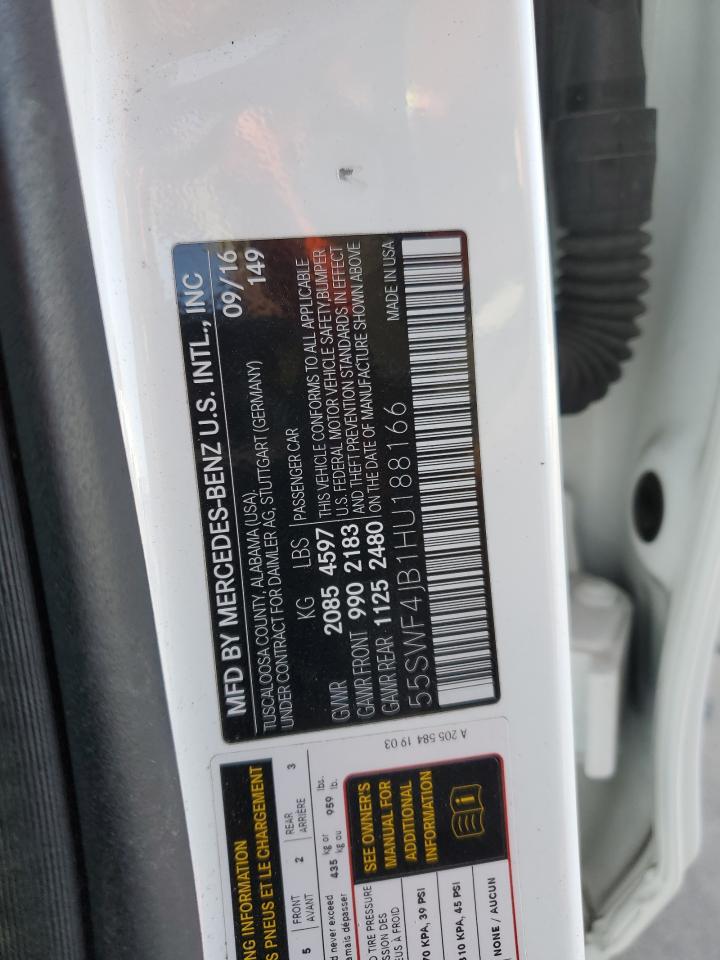 MFD BY MERCEDES-BENZ U.S. INTL., INC
TUSCALOOSA COUNTY, ALABAMA (USA), 09/16
UNDER CONTRACT FOR DAIMLER AG, STUTTGART (GERMANY) 149
KG LBS PASSENGER CAR
GVWR 2085 4597 THIS VEHICLE CONFORMS TO ALL APPLICABLE
U.S. FEDERAL MOTOR VEHICLE SAFETY,BUMPER
GAWR FRONT 990 2183 AND THEFT PREVENTION STANDARDS IN EFFECT
GAWR REAR 1125 2480 ON THE DATE OF MANUFACTURE SHOWN ABOVE
55SWF4JB1HU188166 MADE IN USA
A 205 584 19 03
NG INFORMATION
S PNEUS ET LE CHARGEMENT
5 FRONT 2 REAR 3
AVANT ARRIÈRE
d never exceed 435 kg or 959 lbs.
amais dépasser kg ou lb.
SEE OWNER'S
MANUAL FOR
ADDITIONAL
INFORMATION
D TIRE PRESSURE
SSION DES
EUS À FROID
70 KPA, 39 PSI
310 KPA, 45 PSI
NONE / AUCUN